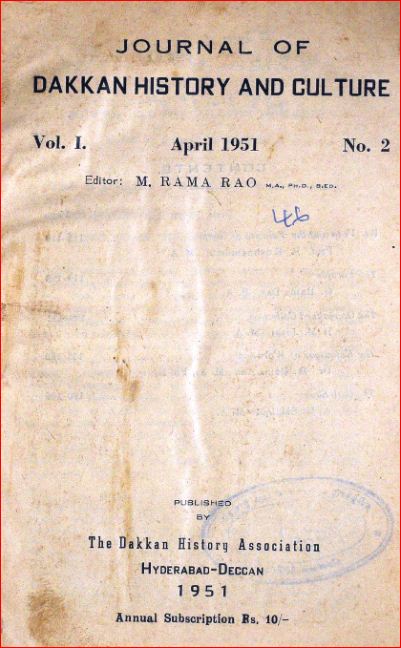 JOURNAL OF
DAKKAN HISTORY AND CULTURE
Vol. I. April 1951 No. 2
Editor: M. RAMA RAO M.A., PH.D., B.ED.
46
PUBLISHED
BY
The Dakkan History Association
HYDERABAD-DECCAN
1951
Annual Subscription Rs. 10/-